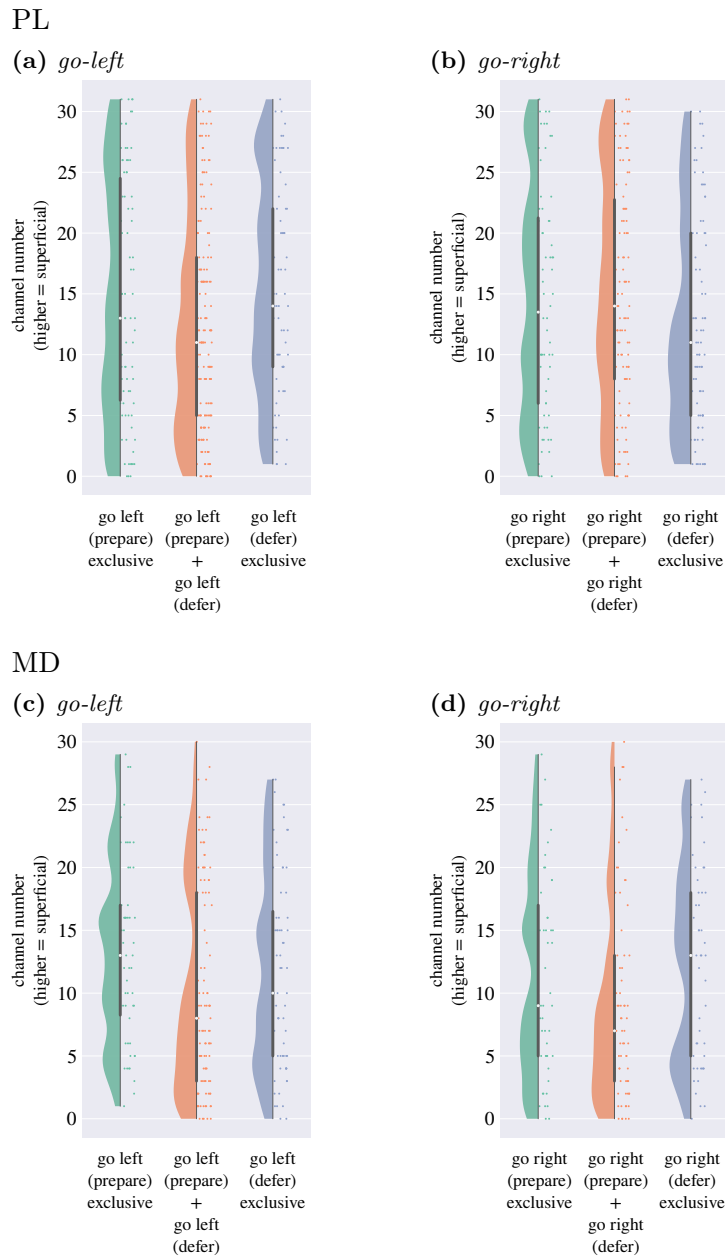 PL
(a) go-left
(b) go-right
channel number
(higher = superficial)
30
25
20
15
10
5
0
go left
(prepare)
exclusive
go left
(prepare)
+
go left
(defer)
go left
(defer)
exclusive
channel number
(higher = superficial)
30
25
20
15
10
5
0
go right
(prepare)
exclusive
go right
(prepare)
+
go right
(defer)
go right
(defer)
exclusive
MD
(c) go-left
(d) go-right
channel number
(higher = superficial)
30
25
20
15
10
5
0
go left
(prepare)
exclusive
go left
(prepare)
+
go left
(defer)
go left
(defer)
exclusive
channel number
(higher = superficial)
30
25
20
15
10
5
0
go right
(prepare)
exclusive
go right
(prepare)
+
go right
(defer)
go right
(defer)
exclusive